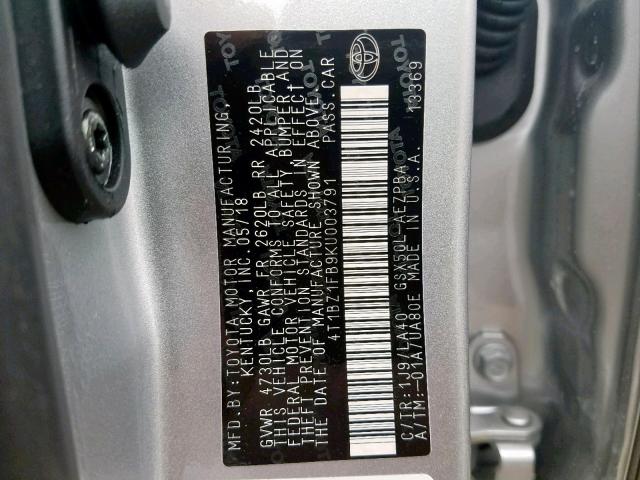 MFD. BY:TOYOTA MOTOR MANUFACTURING,
KENTUCKY, INC. 05/18
GVWR 4730LB GAWR FR 2620LB RR 2420LB
THIS VEHICLE CONFORMS TO ALL APPLICABLE
FEDERAL MOTOR VEHICLE SAFETY, BUMPER AND
THEFT PREVENTION STANDARDS IN EFFECT ON
THE DATE OF MANUFACTURE SHOWN ABOVE.
4T1BZ1FB9KU003791 PASS.CAR
C/TR:1J9/LA40 GSX50L-AEZPBA
A/TM:-01A/UA80E MADE IN U.S.A. 13369